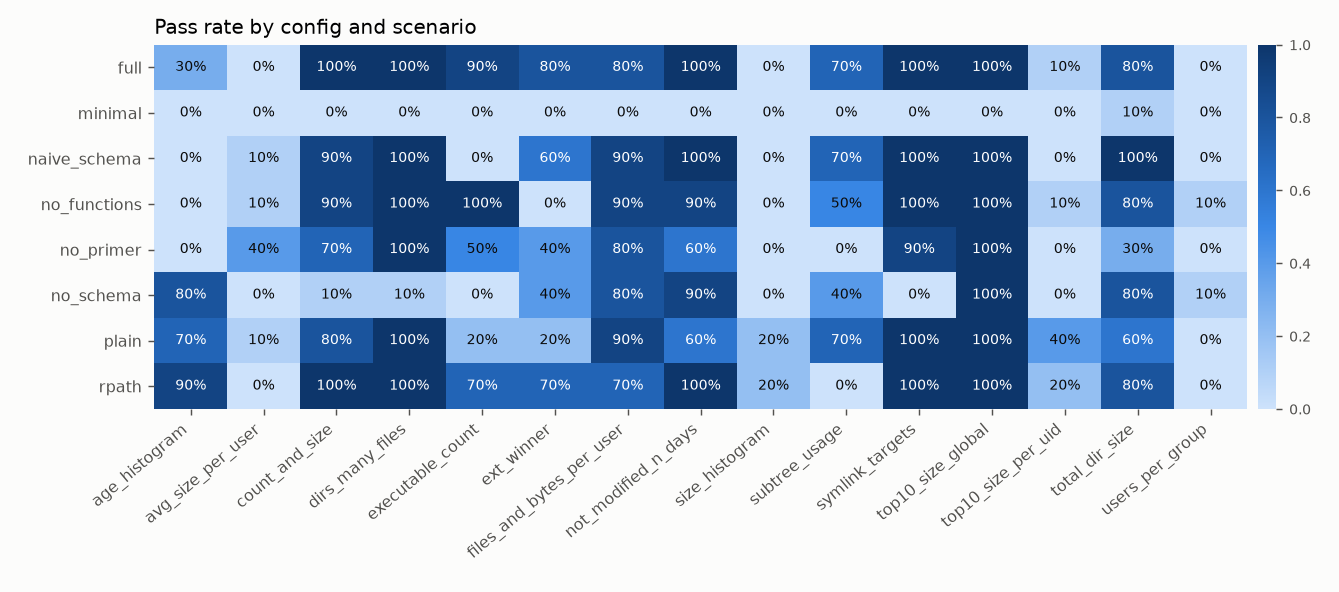 Pass rate by config and scenario
full 30% 0% 100% 100% 90% 80% 80% 100% 0% 70% 100% 100% 10% 80% 0%
minimal 0% 0% 0% 0% 0% 0% 0% 0% 0% 0% 0% 0% 0% 10% 0%
naive_schema 0% 10% 90% 100% 0% 60% 90% 100% 0% 70% 100% 100% 0% 100% 0%
no_functions 0% 10% 90% 100% 100% 0% 90% 90% 0% 50% 100% 100% 10% 80% 10%
no_primer 0% 40% 70% 100% 50% 40% 80% 60% 0% 0% 90% 100% 0% 30% 0%
no_schema 80% 0% 10% 10% 0% 40% 80% 90% 0% 40% 0% 100% 0% 80% 10%
plain 70% 10% 80% 100% 20% 20% 90% 60% 20% 70% 100% 100% 40% 60% 0%
rpath 90% 0% 100% 100% 70% 70% 70% 100% 20% 0% 100% 100% 20% 80% 0%
age_histogram
avg_size_per_user
count_and_size
dirs_many_files
executable_count
ext_winner
files_and_bytes_per_user
not_modified_n_days
size_histogram
subtree_usage
symlink_targets
top10_size_global
top10_size_per_uid
total_dir_size
users_per_group
1.0
0.8
0.6
0.4
0.2
0.0